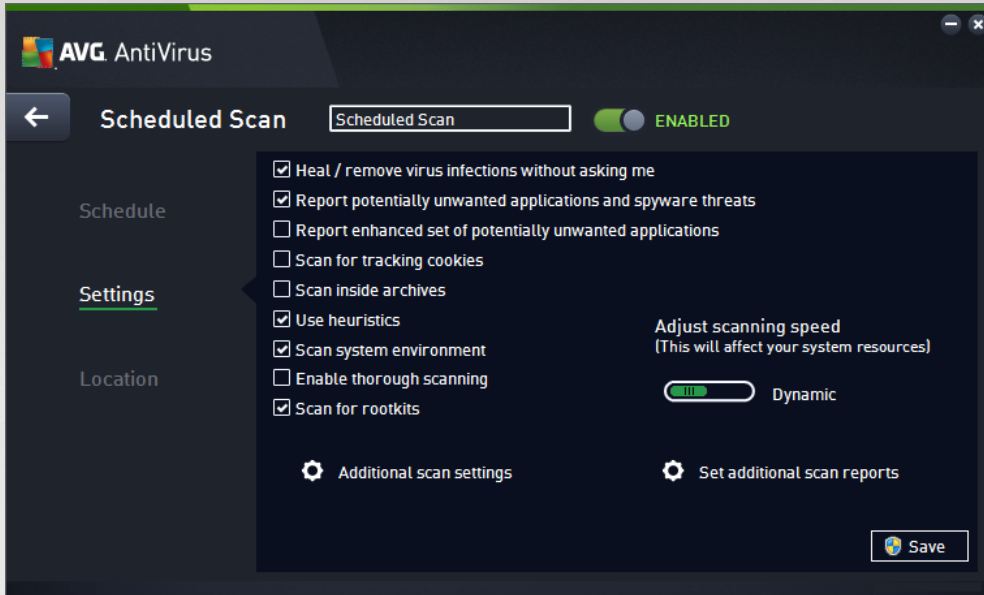 AVG. AntiVirus
Scheduled Scan
Scheduled Scan
ENABLED
Schedule
Settings
Location
Heal / remove virus infections without asking me
Report potentially unwanted applications and spyware threats
Report enhanced set of potentially unwanted applications
Scan for tracking cookies
Scan inside archives
Use heuristics
Scan system environment
Enable thorough scanning
Scan for rootkits
Adjust scanning speed
(This will affect your system resources)
Dynamic
Additional scan settings
Set additional scan reports
Save